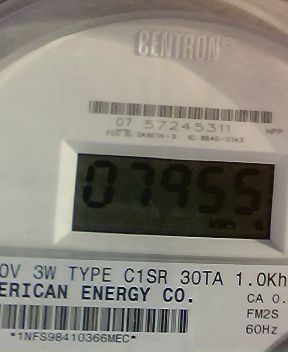 CENTRON®
07 57245311 HPP
07955
0V 3W TYPE C1SR 30TA 1.0Kh
ERICAN ENERGY CO.
CA 0.
FM2S
60Hz
*1NFS98410366MEC*